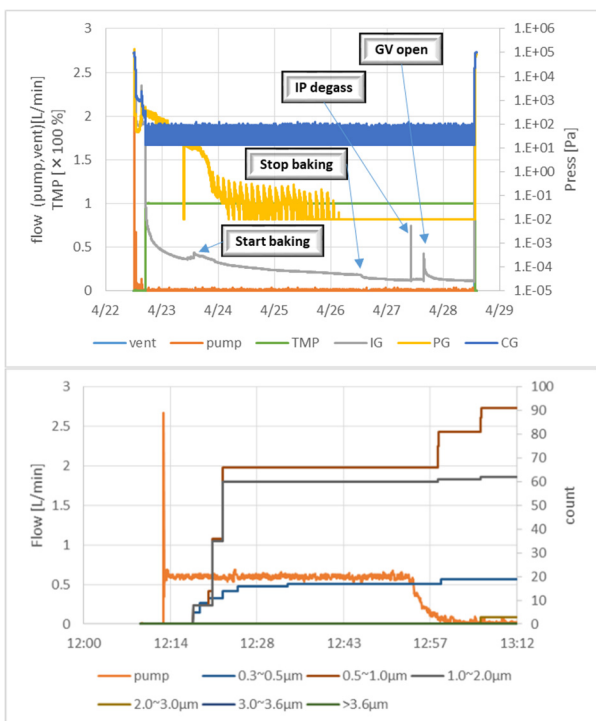 3
2.5
2
1.5
1
0.5
0
flow (pump,vent)[L/min]
TMP [ × 100 %]
1.E+06
1.E+05
1.E+04
1.E+03
1.E+02
1.E+01
1.E+00
1.E-01
1.E-02
1.E-03
1.E-04
1.E-05
Press [Pa]
GV open
IP degass
Stop baking
Start baking
4/22 4/23 4/24 4/25 4/26 4/27 4/28 4/29
vent pump TMP IG PG CG
3
2.5
2
1.5
1
0.5
0
Flow [L/min]
100
90
80
70
60
50
40
30
20
10
0
count
12:00 12:14 12:28 12:43 12:57 13:12
pump 0.3~0.5μm 0.5~1.0μm 1.0~2.0μm
2.0~3.0μm 3.0~3.6μm >3.6μm